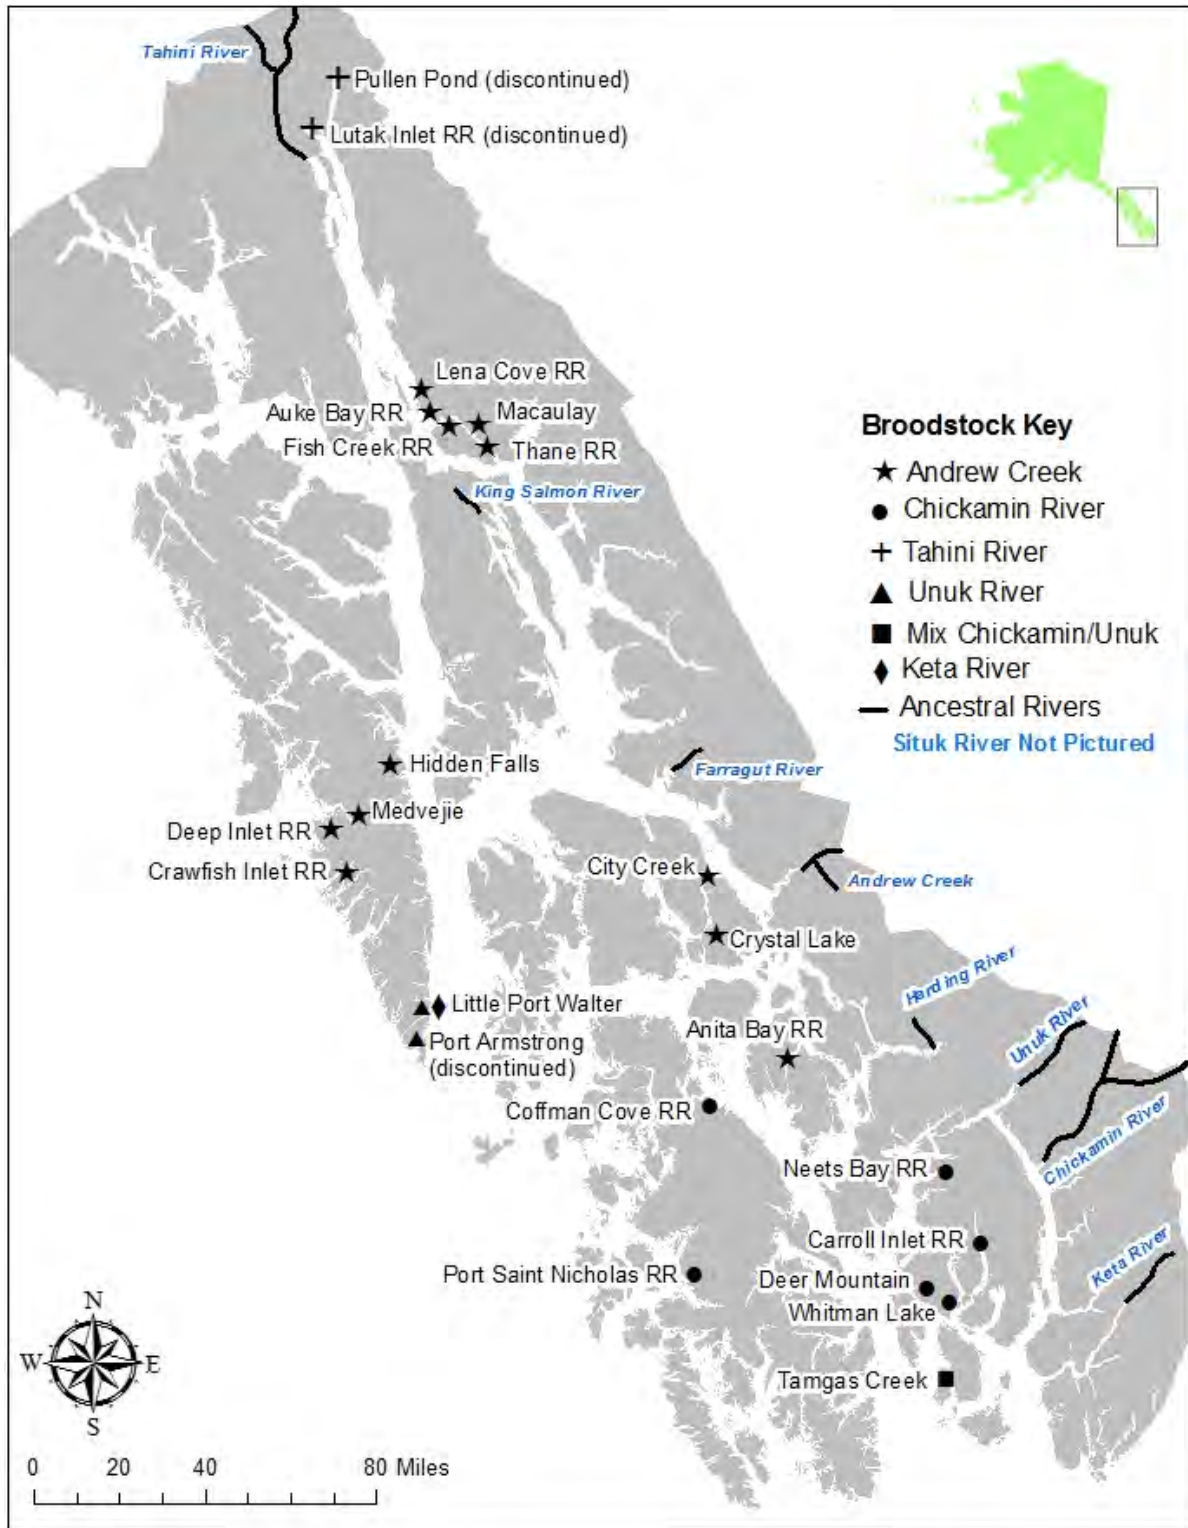 Tahini River
Pullen Pond (discontinued)
Lutak Inlet RR (discontinued)
Lena Cove RR
Auke Bay RR
Macaulay
Fish Creek RR
Thane RR
King Salmon River
Broodstock Key
Andrew Creek
Chickamin River
Tahini River
Unuk River
Mix Chickamin/Unuk
Keta River
Ancestral Rivers
Situk River Not Pictured
Hidden Falls
Farragut River
Medvejie
Deep Inlet RR
Crawfish Inlet RR
City Creek
Andrew Creek
Crystal Lake
Harding River
Little Port Walter
Unuk River
Anita Bay RR
Port Armstrong
(discontinued)
Coffman Cove RR
Chickamin River
Neets Bay RR
Carroll Inlet RR
Keta River
Port Saint Nicholas RR
Deer Mountain
Whitman Lake
Tamgas Creek
N
W
E
S
0 20 40 80 Miles